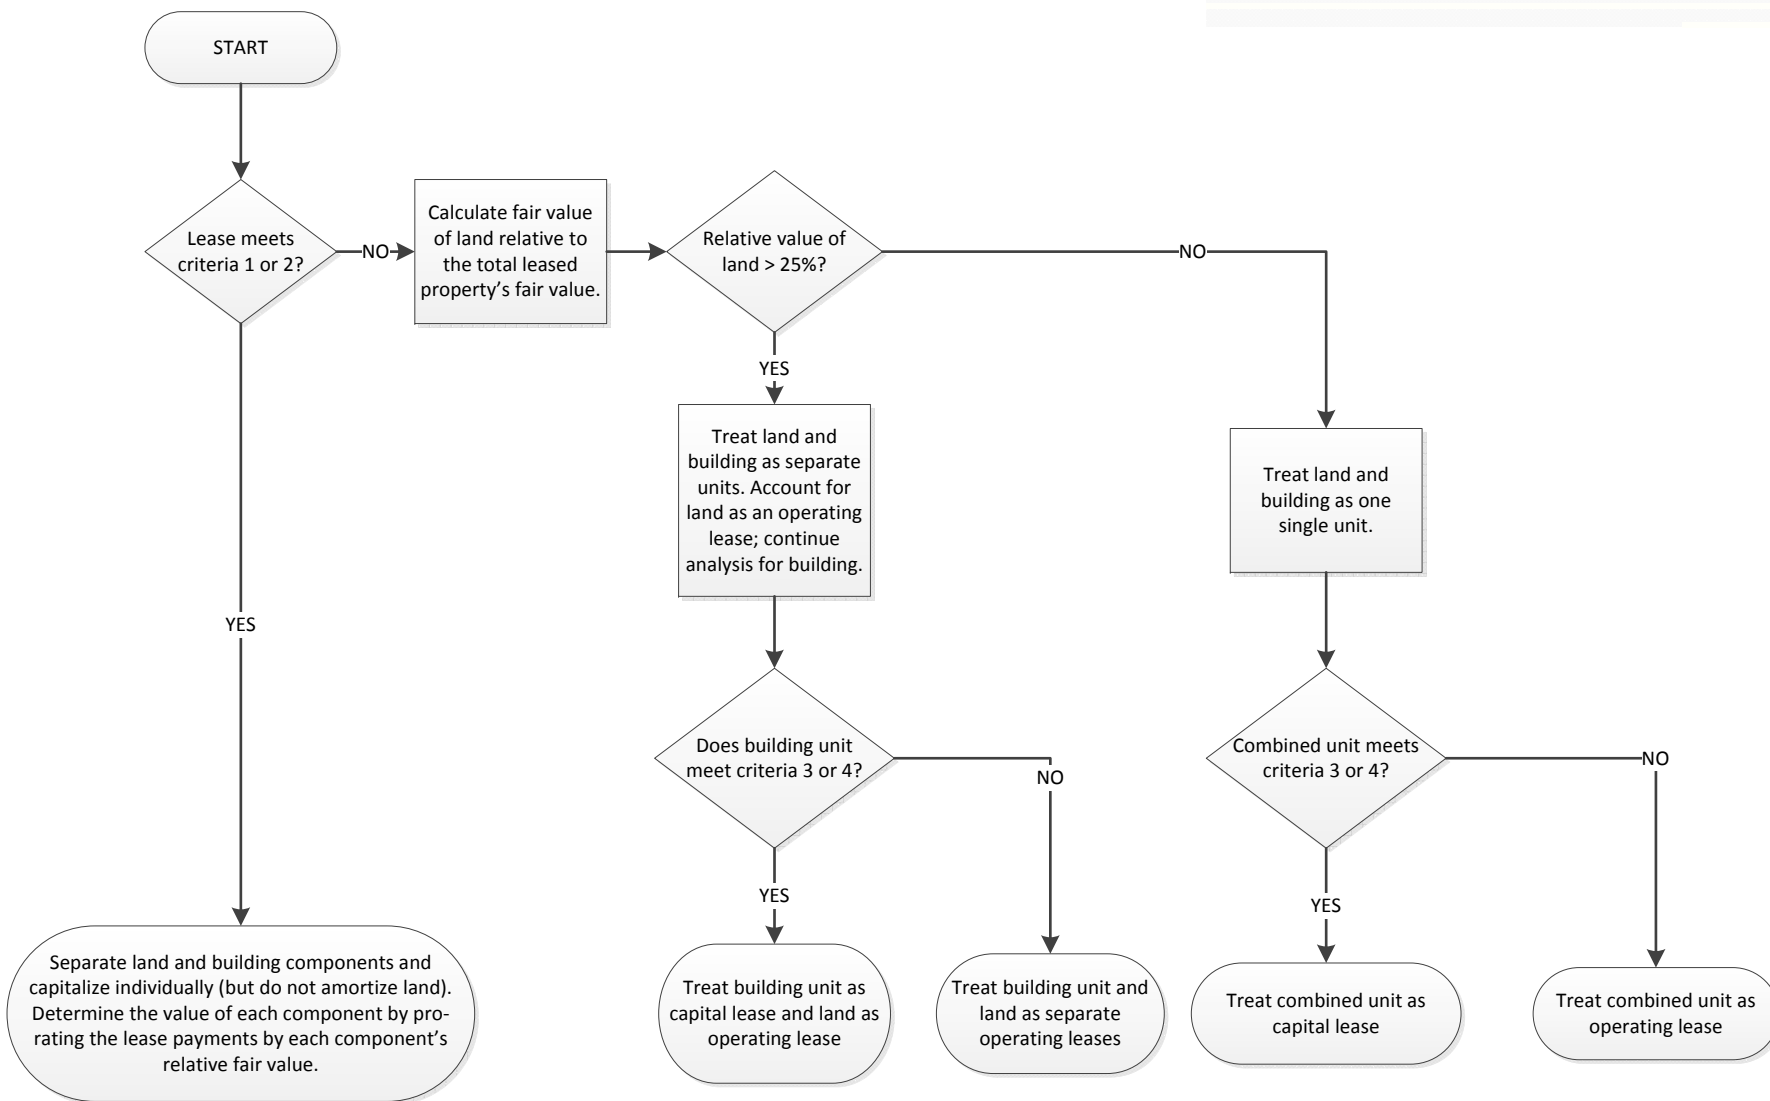 START
Lease meets
criteria 1 or 2?
NO
Calculate fair value
of land relative to
the total leased
property’s fair value.
Relative value of
land > 25%?
NO
YES
Treat land and
building as separate
units. Account for
land as an operating
lease; continue
analysis for building.
Treat land and
building as one
single unit.
YES
Does building unit
meet criteria 3 or 4?
NO
Combined unit meets
criteria 3 or 4?
NO
YES
YES
Separate land and building components and
capitalize individually (but do not amortize land).
Determine the value of each component by pro-
rating the lease payments by each component’s
relative fair value.
Treat building unit as
capital lease and land as
operating lease
Treat building unit and
land as separate
operating leases
Treat combined unit as
capital lease
Treat combined unit as
operating lease